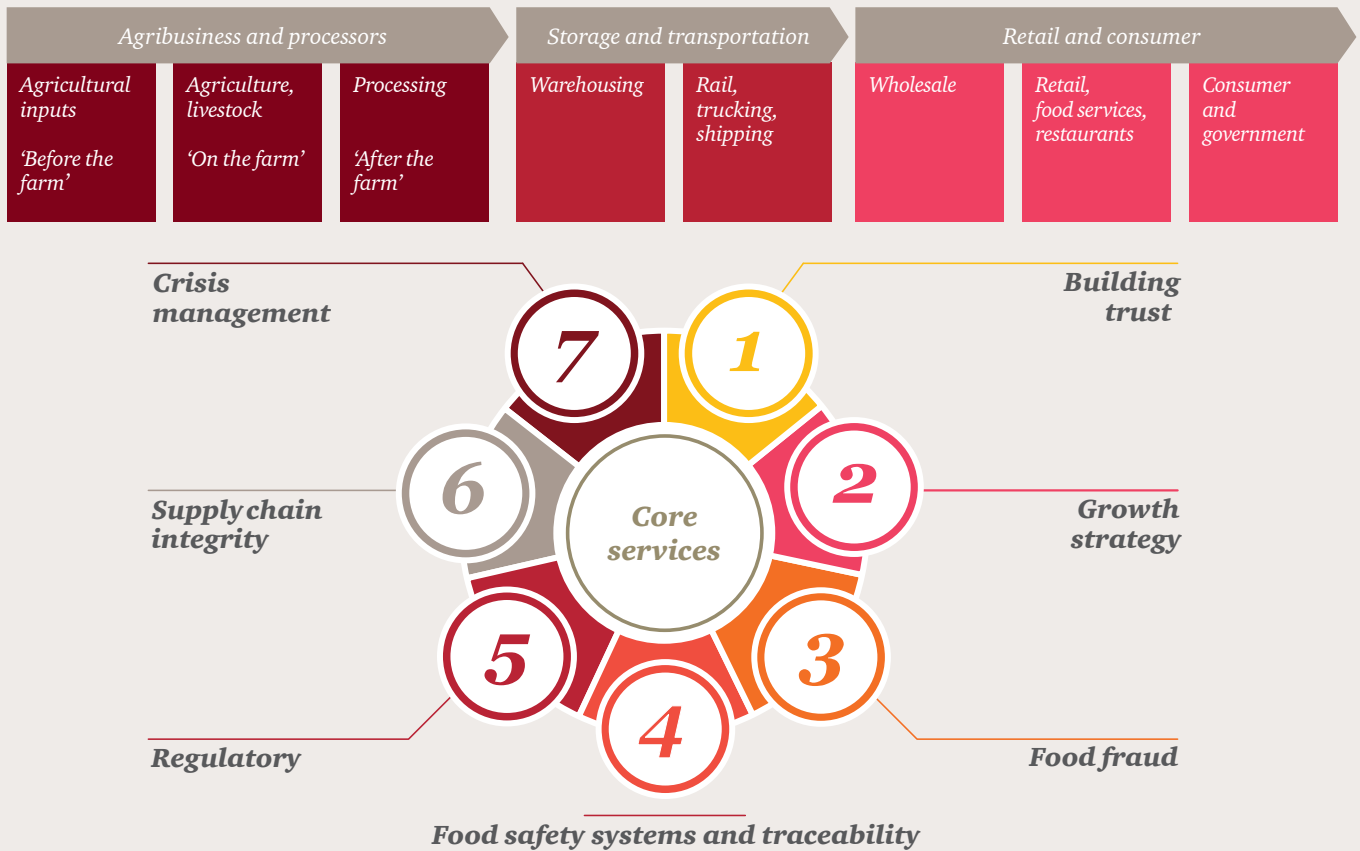 Agribusiness and processors
Storage and transportation
Retail and consumer
Agricultural
inputs
‘Before the
farm’
Agriculture,
livestock
‘On the farm’
Processing
‘After the
farm’
Warehousing
Rail,
trucking,
shipping
Wholesale
Retail,
food services,
restaurants
Consumer
and
government
Crisis
management
Building
trust
7
1
Supply chain
integrity
6
2
Growth
strategy
Core
services
5
3
4
Regulatory
Food fraud
Food safety systems and traceability